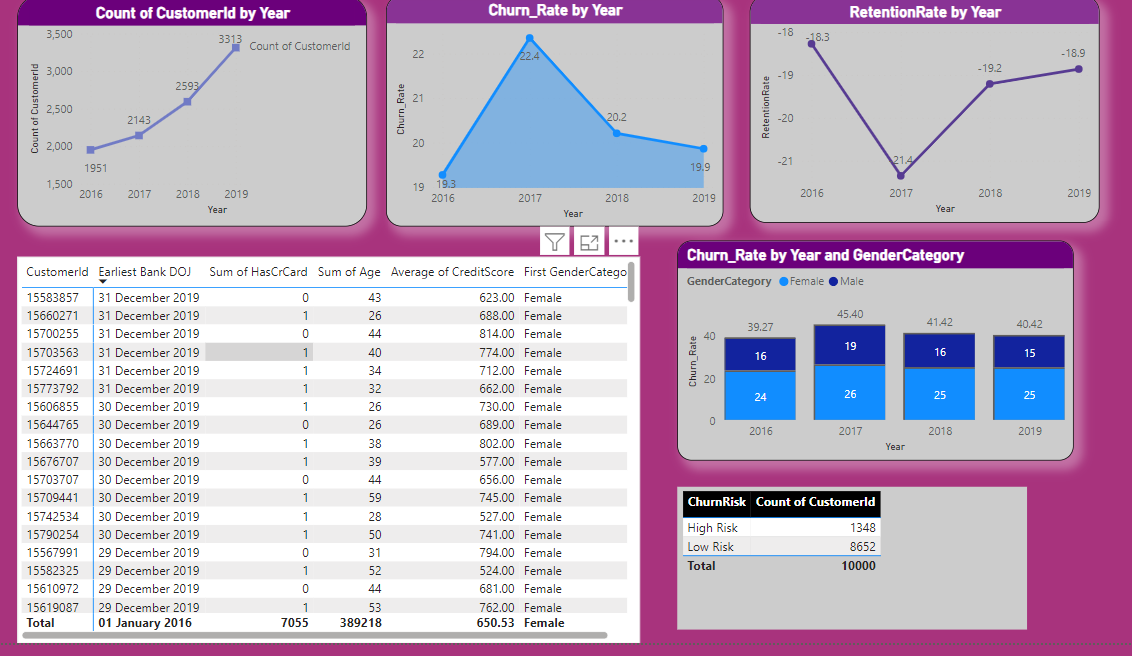 Count of CustomerId by Year
3,500
3,000
2,500
2,000
1,500
Count of CustomerId
1951
2143
2593
3313
Count of CustomerId
2016 2017 2018 2019
Year
Churn_Rate by Year
22
21
20
19
Churn_Rate
19.3
22.4
20.2
19.9
2016 2017 2018 2019
Year
RetentionRate by Year
-18
-19
-20
-21
RetentionRate
-18.3
-21.4
-19.2
-18.9
2016 2017 2018 2019
Year
CustomerId Earliest Bank DOJ Sum of HasCrCard Sum of Age Average of CreditScore First GenderCatego
15583857 31 December 2019 0 43 623.00 Female
15660271 31 December 2019 1 26 688.00 Female
15700255 31 December 2019 0 44 814.00 Female
15703563 31 December 2019 1 40 774.00 Female
15724691 31 December 2019 1 34 712.00 Female
15773792 31 December 2019 1 32 662.00 Female
15606855 30 December 2019 1 26 730.00 Female
15644765 30 December 2019 0 26 689.00 Female
15663770 30 December 2019 1 38 802.00 Female
15676707 30 December 2019 1 39 577.00 Female
15703707 30 December 2019 0 44 656.00 Female
15709441 30 December 2019 1 59 745.00 Female
15742534 30 December 2019 1 28 527.00 Female
15790254 30 December 2019 1 50 741.00 Female
15567991 29 December 2019 0 31 794.00 Female
15582325 29 December 2019 1 52 524.00 Female
15610972 29 December 2019 0 44 681.00 Female
15619087 29 December 2019 1 53 762.00 Female
Total 01 January 2016 7055 389218 650.53 Female
Churn_Rate by Year and GenderCategory
GenderCategory Female Male
Churn_Rate
40
20
0
39.27 45.40 41.42 40.42
16 19 16 15
24 26 25 25
2016 2017 2018 2019
Year
ChurnRisk Count of CustomerId
High Risk 1348
Low Risk 8652
Total 10000